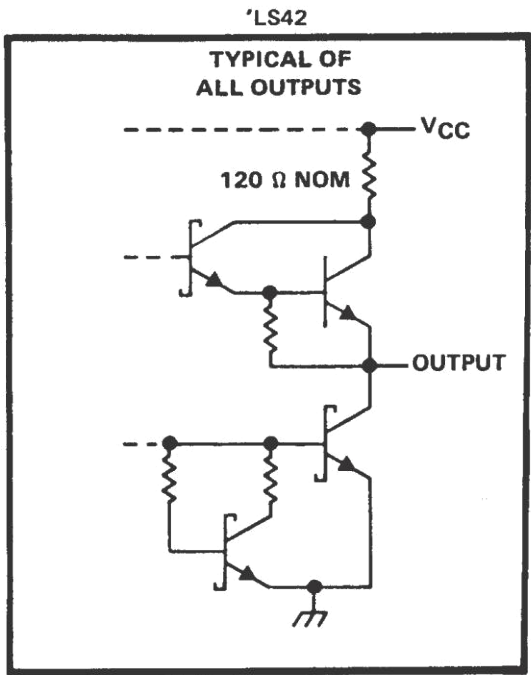 'LS42
TYPICAL OF
ALL OUTPUTS
VCC
120 Ω NOM
OUTPUT